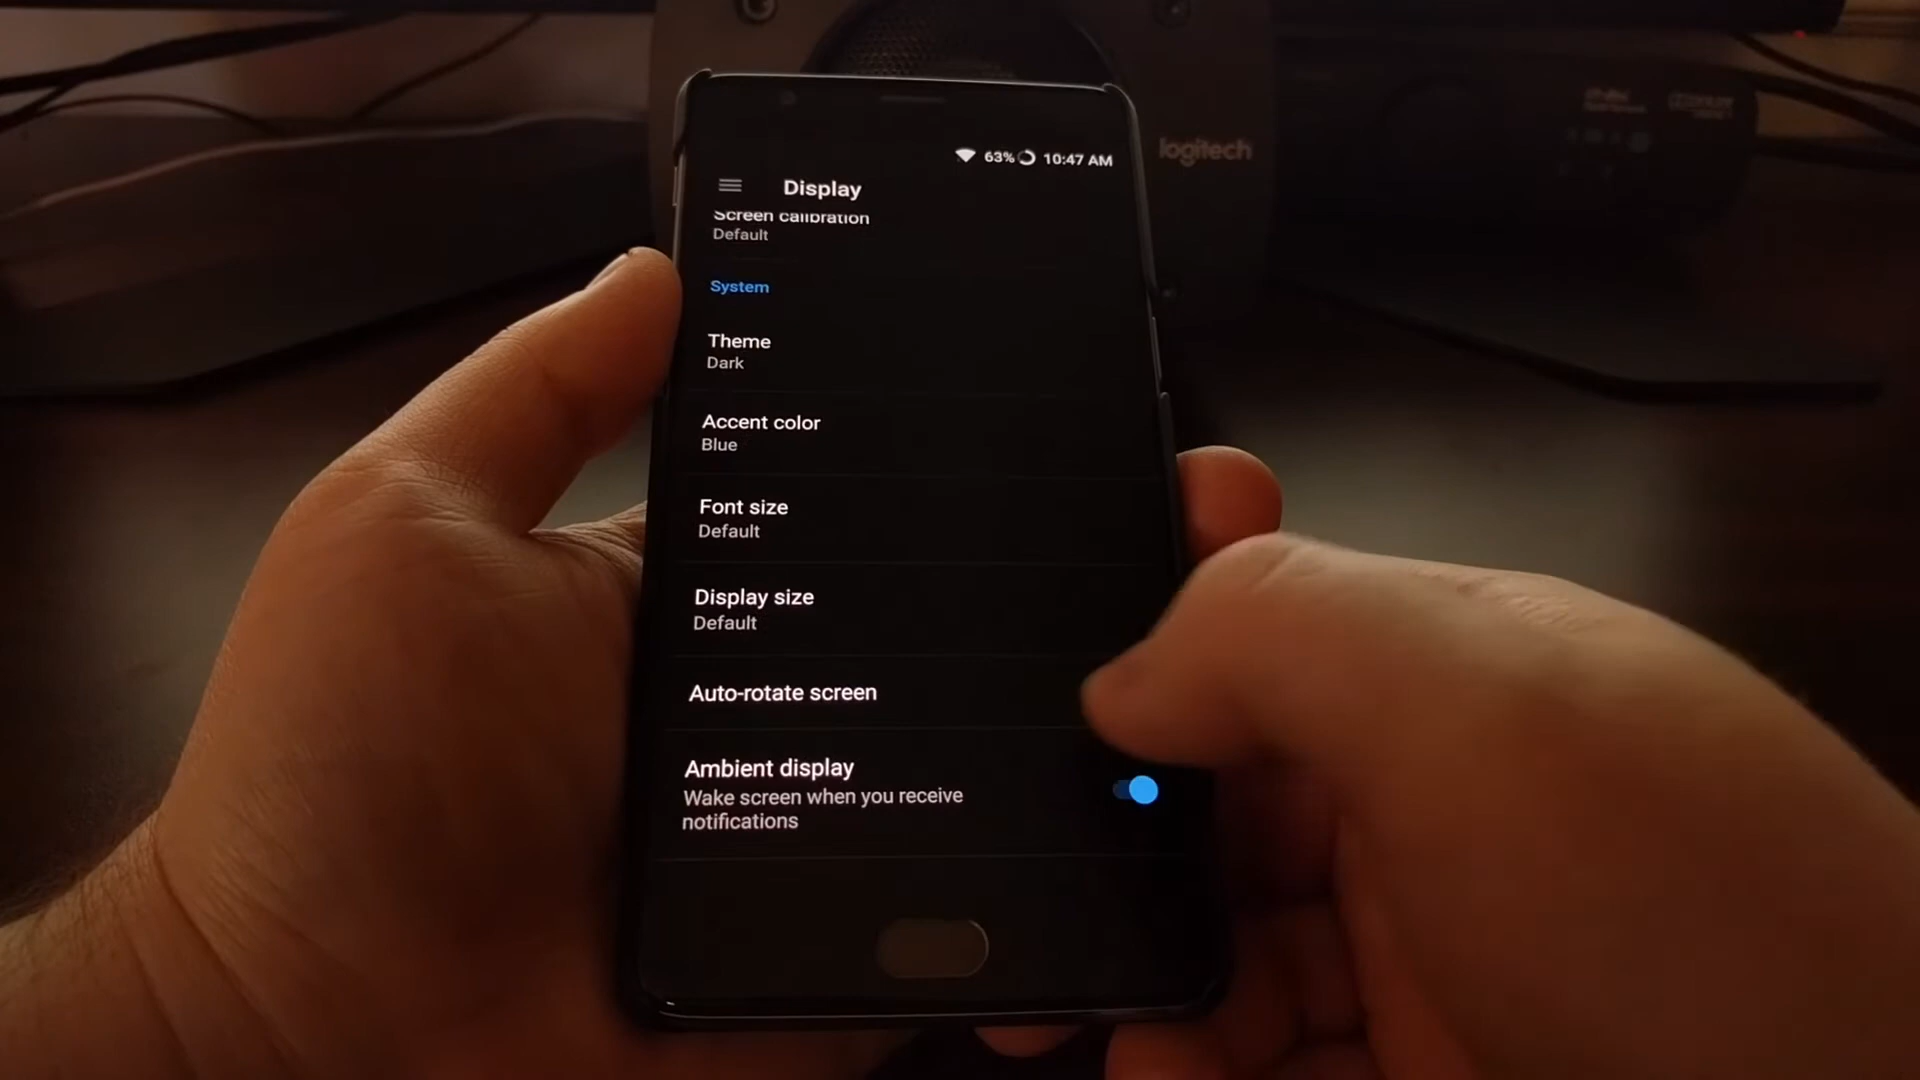 63% 10:47 AM
logitech
Display
Screen calibration
Default
System
Theme
Dark
Accent color
Blue
Font size
Default
Display size
Default
Auto-rotate screen
Ambient display
Wake screen when you receive
notifications